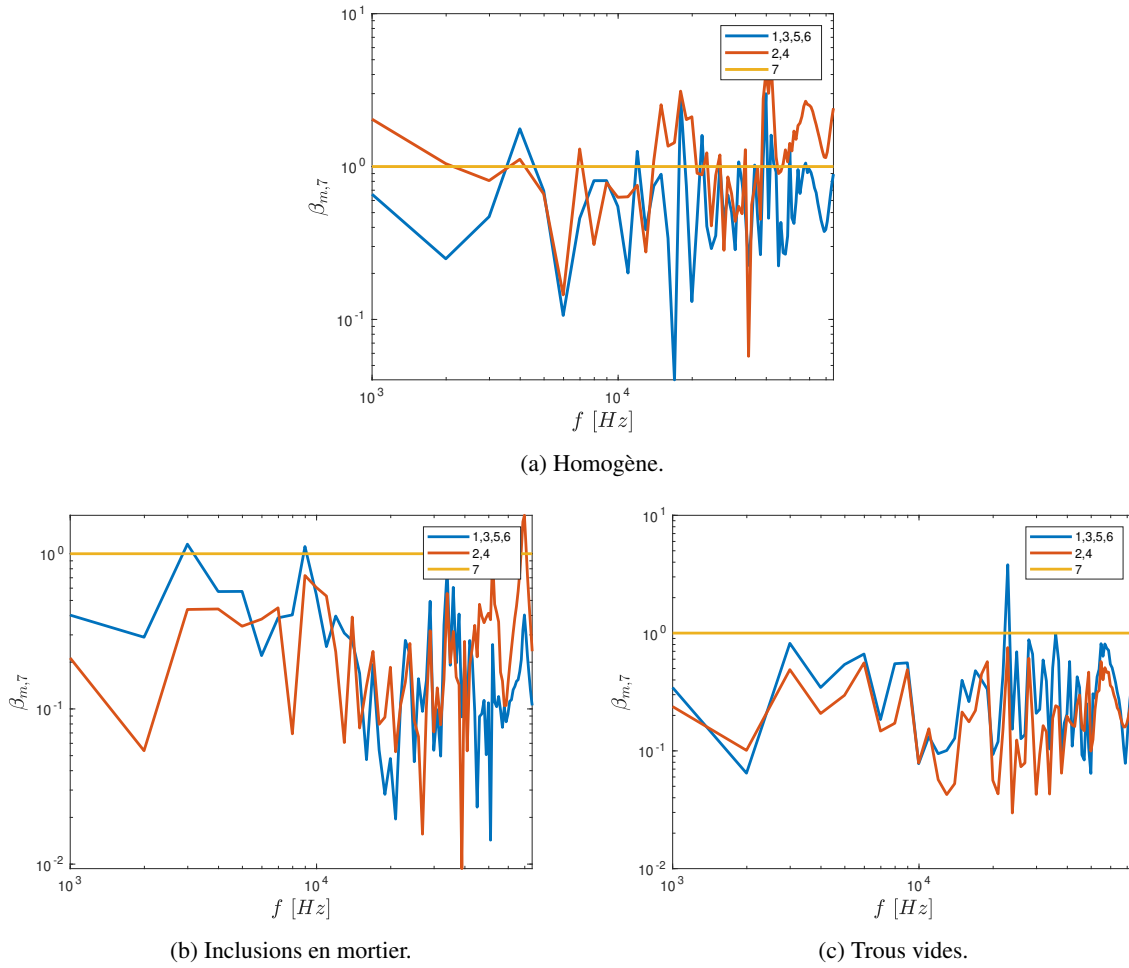 10^1
1,3,5,6
2,4
7
10^0
β_{m,7}
10^{-1}
10^3
10^4
f [Hz]
(a) Homogène.
1,3,5,6
2,4
7
10^0
β_{m,7}
10^{-1}
10^{-2}
10^3
10^4
f [Hz]
(b) Inclusions en mortier.
10^1
1,3,5,6
2,4
7
10^0
β_{m,7}
10^{-1}
10^{-2}
10^3
10^4
f [Hz]
(c) Trous vides.